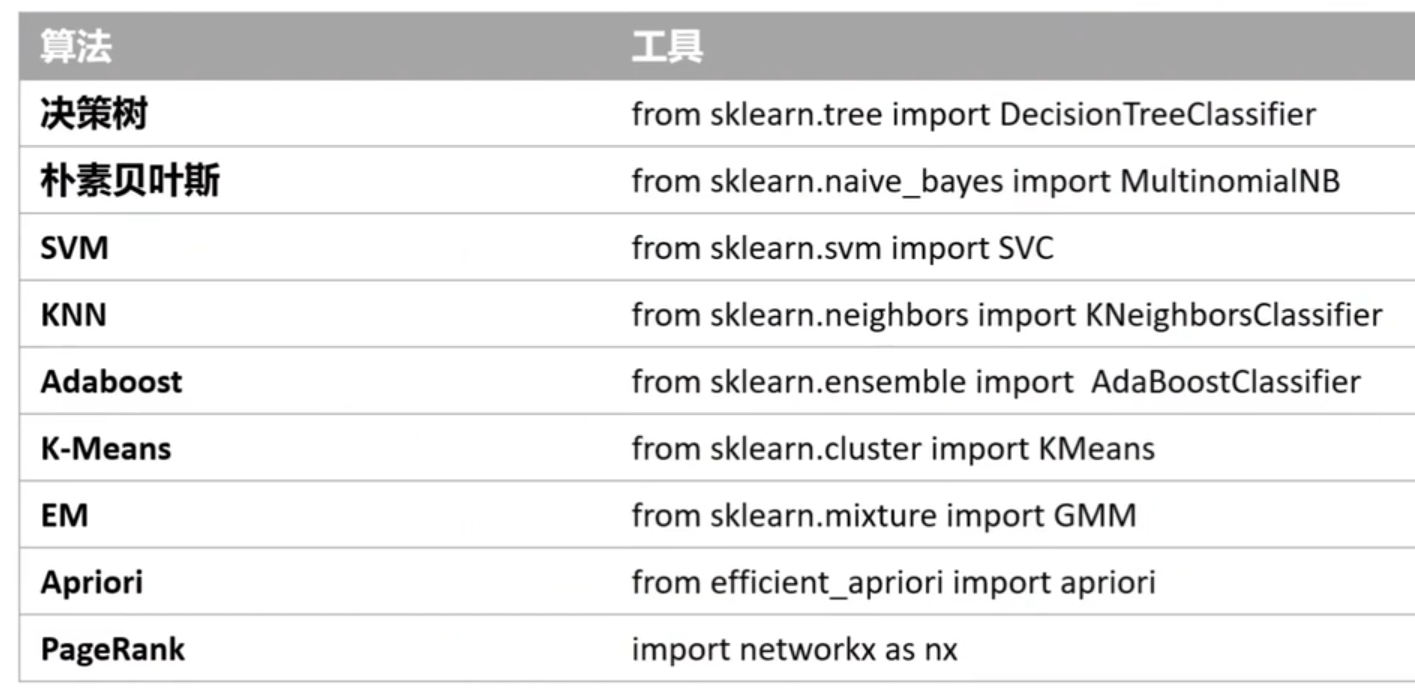 算法 工具
决策树 from sklearn.tree import DecisionTreeClassifier
朴素贝叶斯 from sklearn.naive_bayes import MultinomialNB
SVM from sklearn.svm import SVC
KNN from sklearn.neighbors import KNeighborsClassifier
Adaboost from sklearn.ensemble import  AdaBoostClassifier
K-Means from sklearn.cluster import KMeans
EM from sklearn.mixture import GMM
Apriori from efficient_apriori import apriori
PageRank import networkx as nx